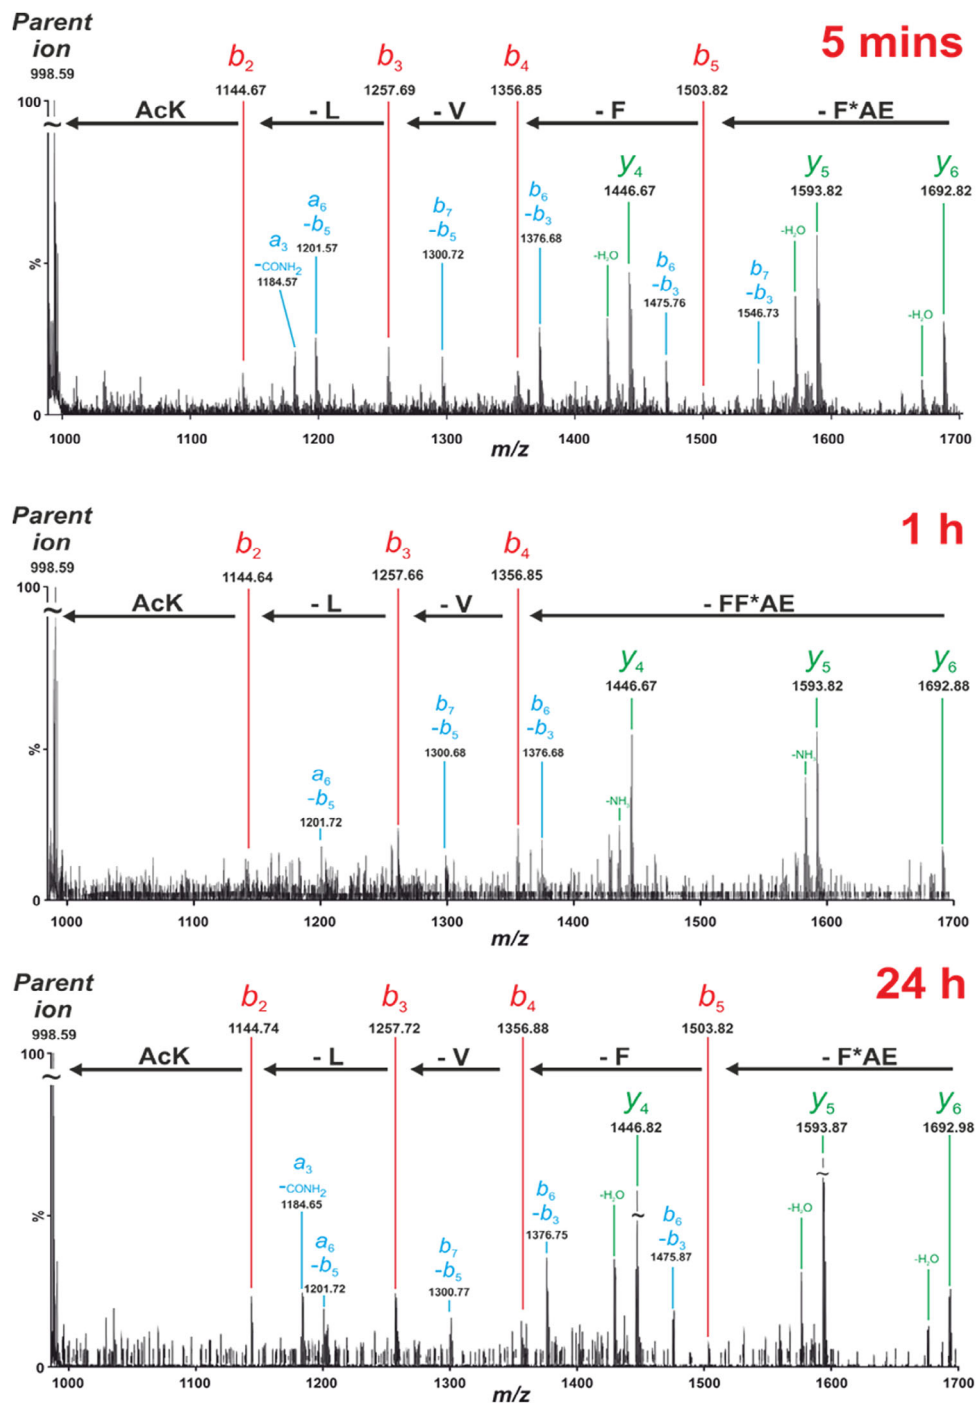 Parent
ion
998.59
5 mins
b2
1144.67
b3
1257.69
b4
1356.85
b5
1503.82
100
AcK
- L
- V
- F
- F*AE
y4
1446.67
y5
1593.82
y6
1692.82
a3
-CONH2
1184.57
a6
-b5
1201.57
b7
-b5
1300.72
b6
-b3
1376.68
-H2O
b6
-b3
1475.76
b7
-b3
1546.73
-H2O
-H2O
%
0
1000 1100 1200 1300 1400 1500 1600 1700
m/z
Parent
ion
998.59
1 h
b2
1144.64
b3
1257.66
b4
1356.85
100
AcK
- L
- V
- FF*AE
y4
1446.67
y5
1593.82
y6
1692.88
a6
-b5
1201.72
b7
-b5
1300.68
b6
-b3
1376.68
-NH3
-NH3
%
0
1000 1100 1200 1300 1400 1500 1600 1700
m/z
Parent
ion
998.59
24 h
b2
1144.74
b3
1257.72
b4
1356.88
b5
1503.82
100
AcK
- L
- V
- F
- F*AE
y4
1446.82
y5
1593.87
y6
1692.98
a3
-CONH2
1184.65
a6
-b5
1201.72
b7
-b5
1300.77
b6
-b3
1376.75
-H2O
b6
-b3
1475.87
-H2O
-H2O
%
0
1000 1100 1200 1300 1400 1500 1600 1700
m/z